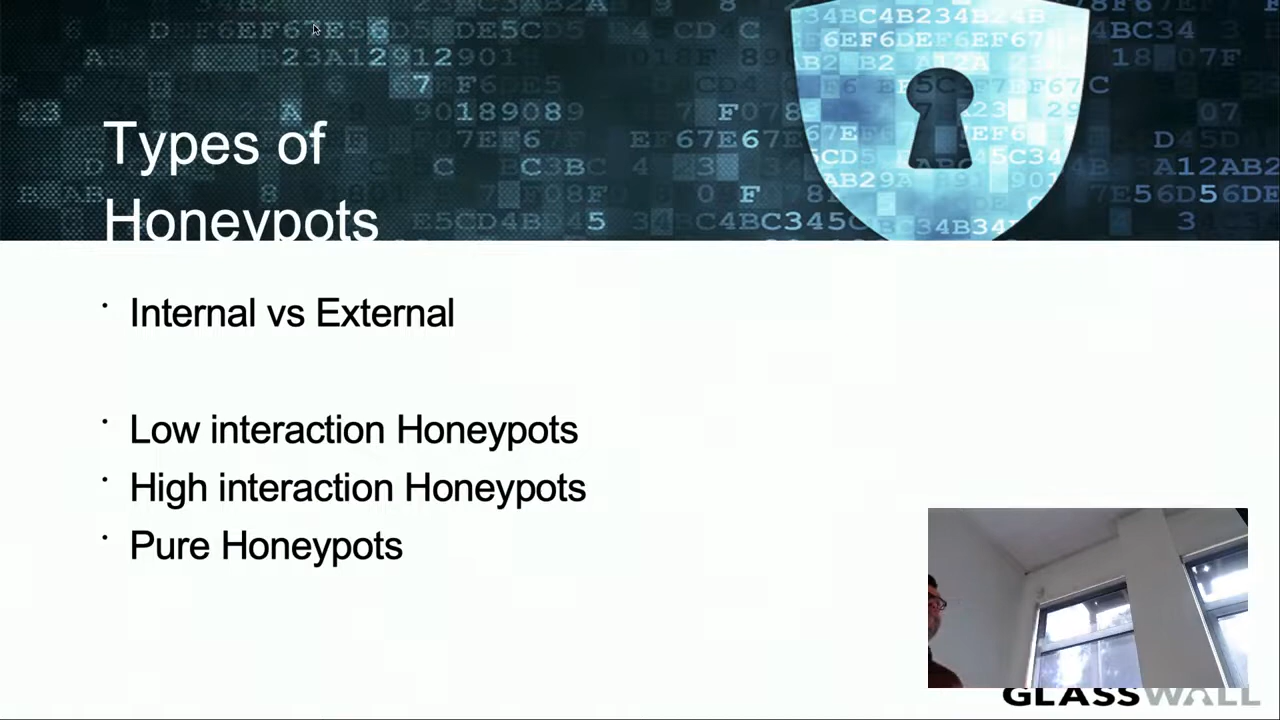 Types of
Honeypots
Internal vs External
Low interaction Honeypots
High interaction Honeypots
Pure Honeypots
GLASSWALL